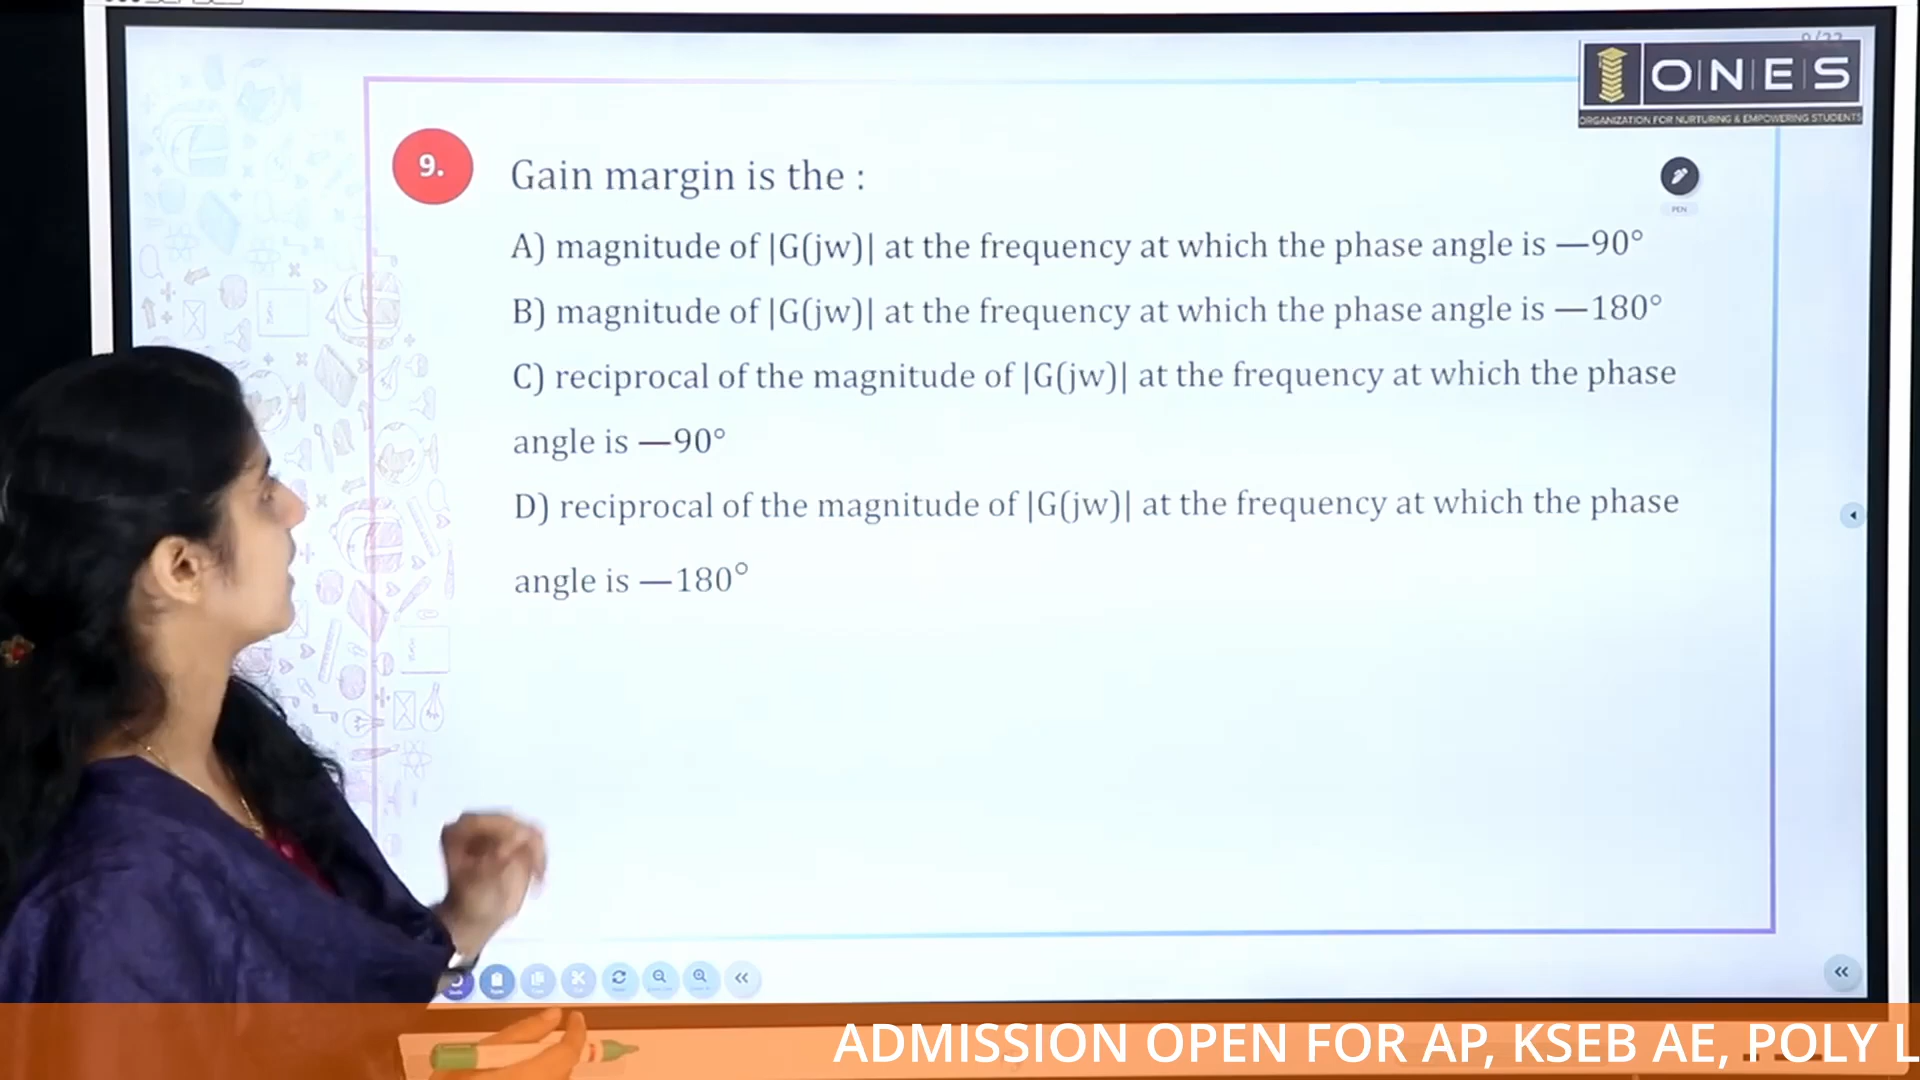 9/33
ONES
ORGANIZATION FOR NURTURING & EMPOWERING STUDENTS
9.
Gain margin is the :
PEN
A) magnitude of |G(jw)| at the frequency at which the phase angle is —90°
B) magnitude of |G(jw)| at the frequency at which the phase angle is —180°
C) reciprocal of the magnitude of |G(jw)| at the frequency at which the phase
angle is —90°
D) reciprocal of the magnitude of |G(jw)| at the frequency at which the phase
angle is —180°
ADMISSION OPEN FOR AP, KSEB AE, POLY L